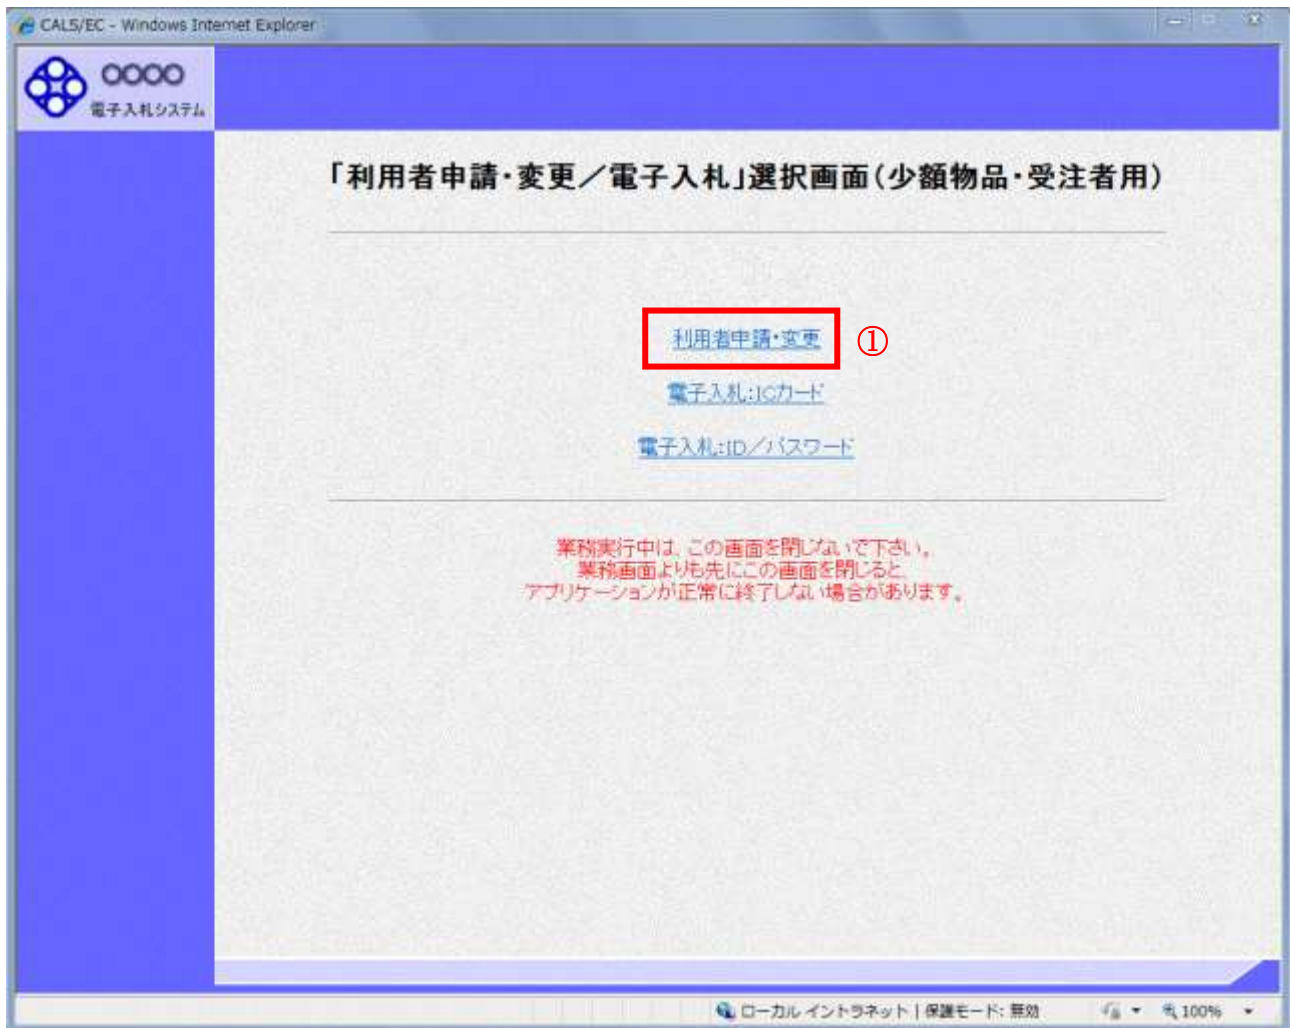 CALS/EC - Windows Internet Explorer
○○○○
電子入札システム
「利用者申請・変更／電子入札」選択画面(少額物品・受注者用)
利用者申請・変更 ①
電子入札:ICカード
電子入札:ID／パスワード
業務実行中は、この画面を閉じないで下さい。
業務画面よりも先にこの画面を閉じると、
アプリケーションが正常に終了しない場合があります。
ローカル イントラネット | 保護モード: 無効 100%